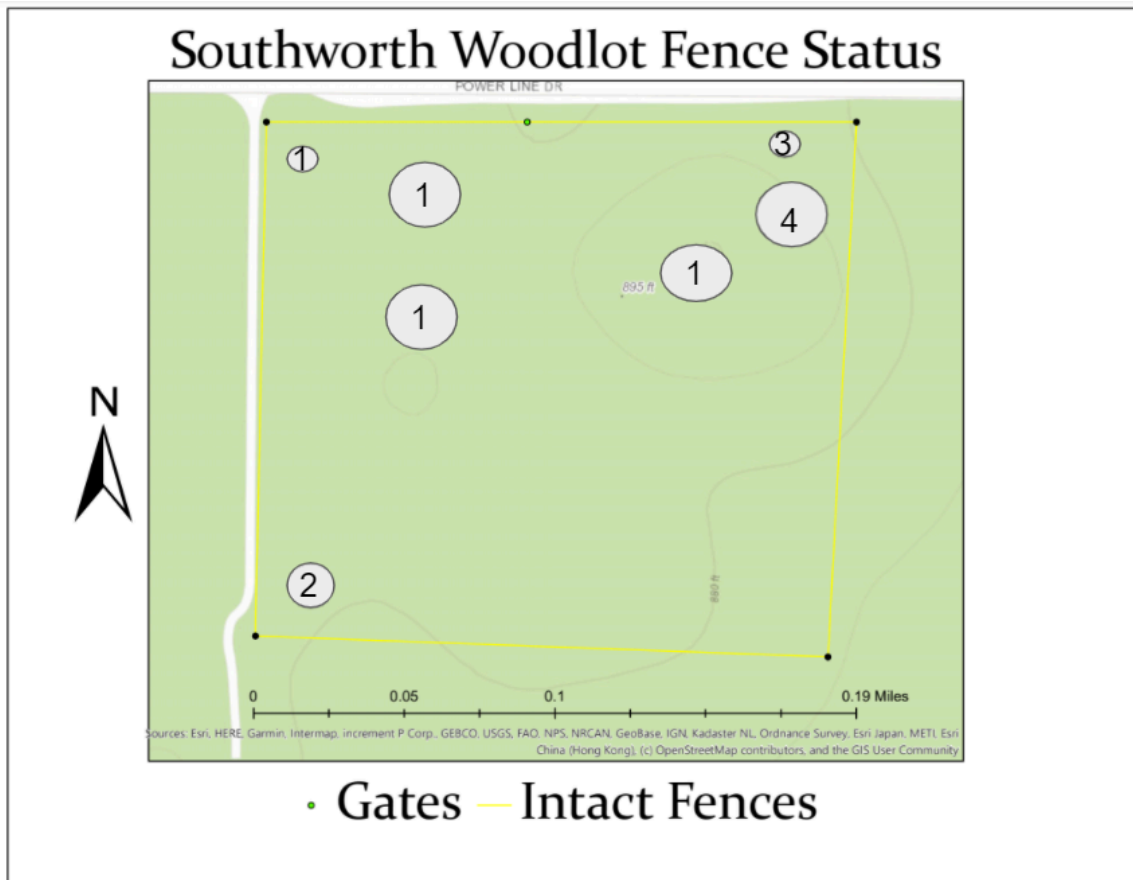 Southworth Woodlot Fence Status
POWER LINE DR
1
3
1
4
1
895 ft
1
N
2
880 ft
0 0.05 0.1 0.19 Miles
Sources: Esri, HERE, Garmin, Intermap, increment P Corp., GEBCO, USGS, FAO, NPS, NRCAN, GeoBase, IGN, Kadaster NL, Ordnance Survey, Esri Japan, METI, Esri
China (Hong Kong), (c) OpenStreetMap contributors, and the GIS User Community
Gates Intact Fences